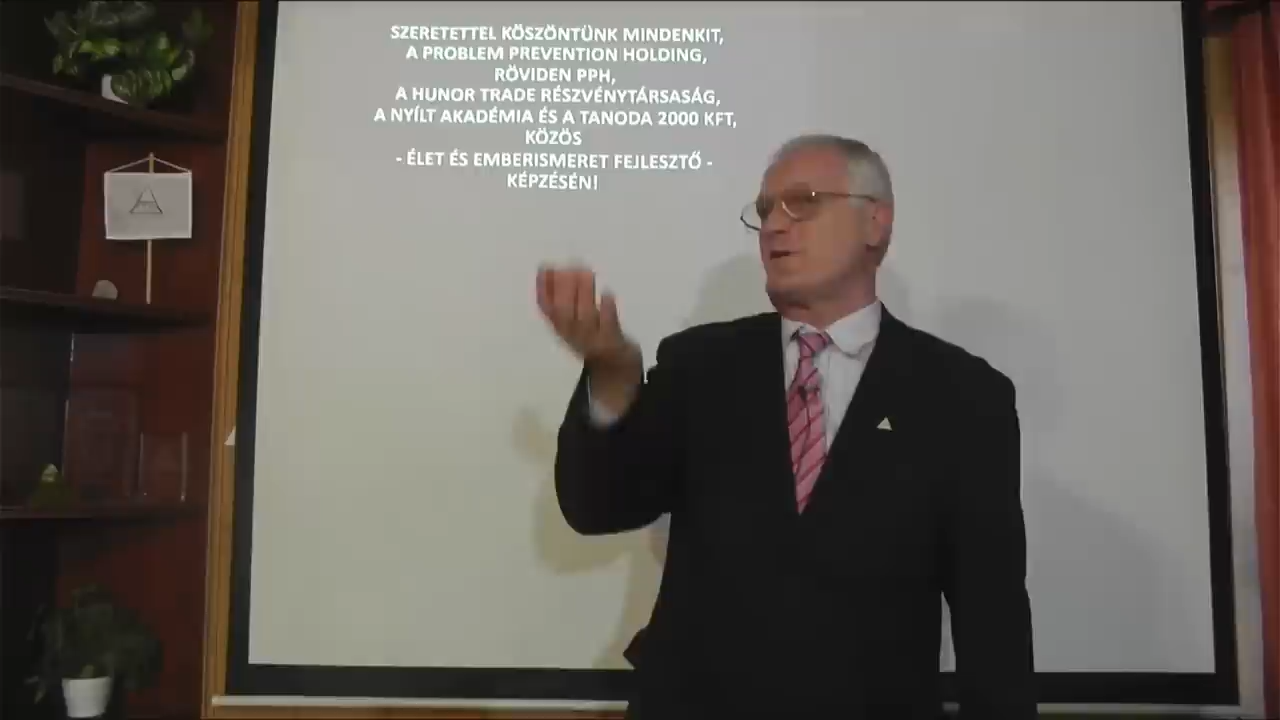 SZERETETTEL KÖSZÖNTÜNK MINDENKIT,
A PROBLEM PREVENTION HOLDING,
RÖVIDEN PPH,
A HUNOR TRADE RÉSZVÉNYTÁRSASÁG,
A NYÍLT AKADÉMIA ÉS A TANODA 2000 KFT,
KÖZÖS
- ÉLET ÉS EMBERISMERET FEJLESZTŐ -
KÉPZÉSÉN!